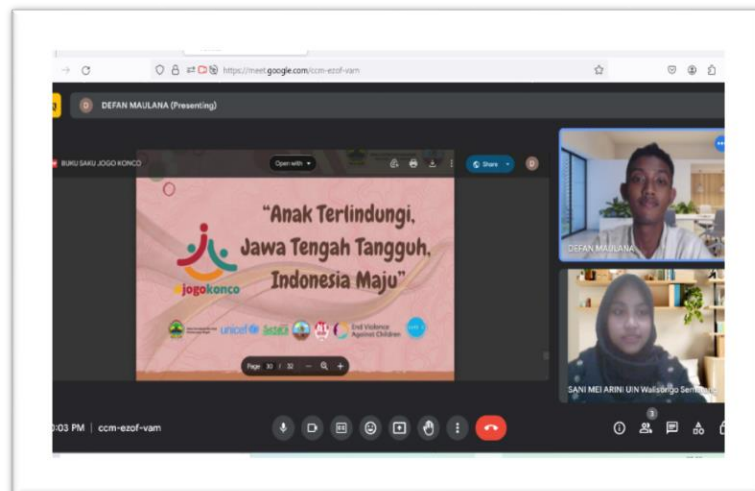 https://meet.google.com/ccm-ezof-vam
DEFAN MAULANA (Presenting)
BUKU SAKU JOGO KONCO
Open with
Share
"Anak Terlindungi,
Jawa Tengah Tangguh,
Indonesia Maju"
jogokonco
unicef
End Violence
Against Children
Page 30 / 32
DEFAN MAULANA
SANI MEI ARINI UIN Walisongo Semarang
3
:03 PM | ccm-ezof-vam